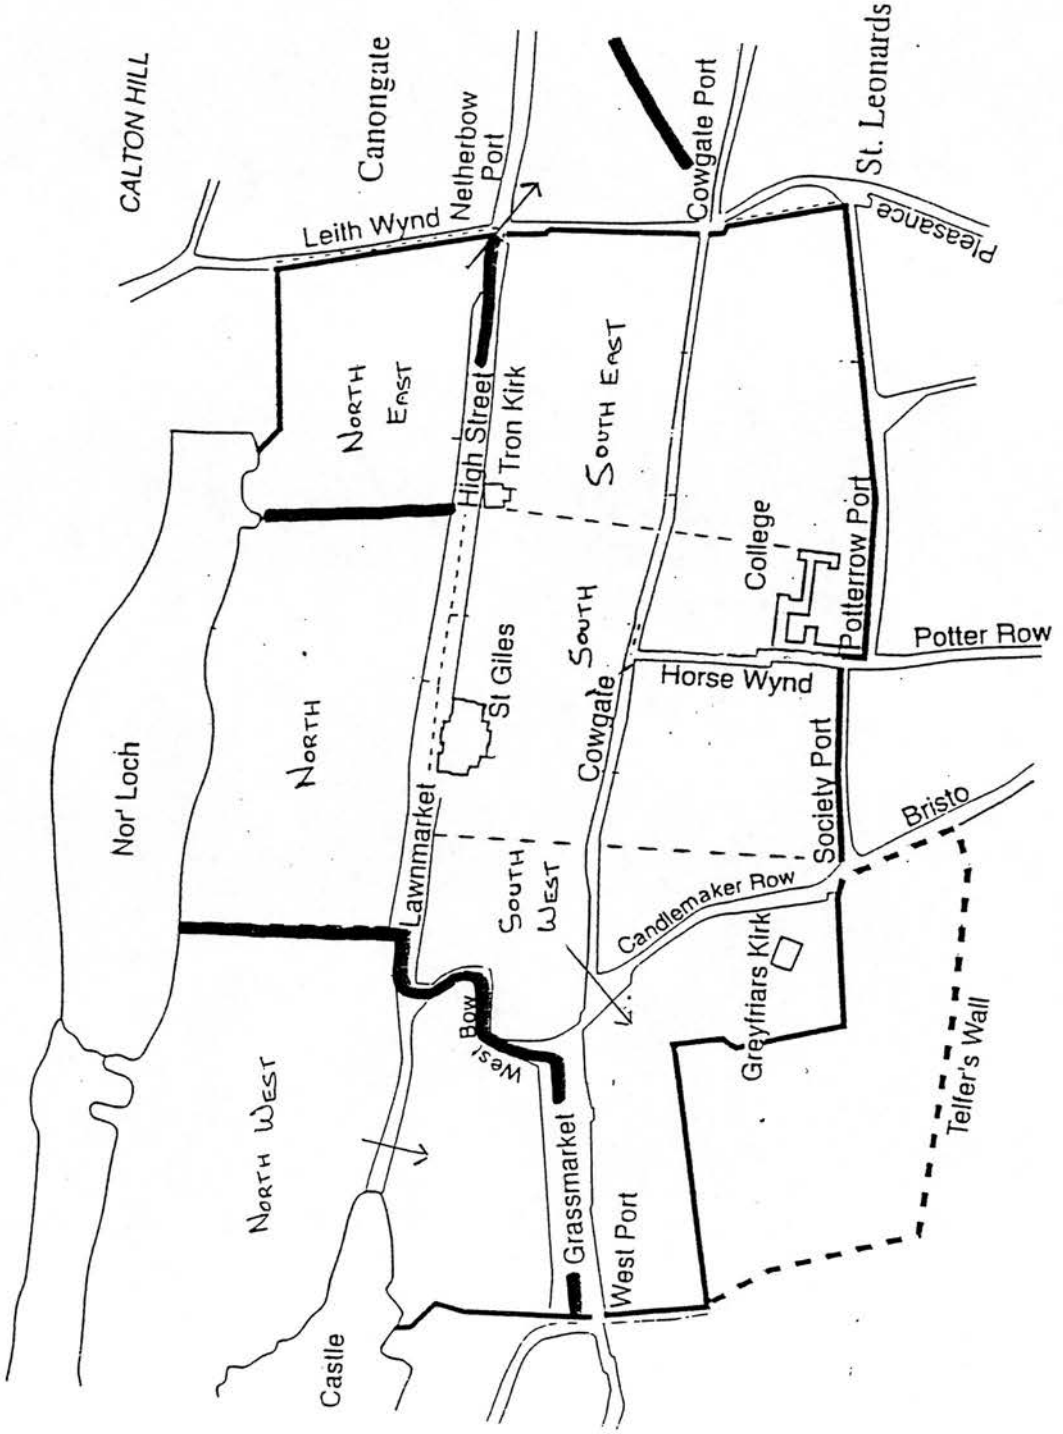 CALTON HILL
Canongate
Netherbow
Port
Leith Wynd
Cowgate Port
St. Leonards
Pleasance
NORTH
EAST
High Street
Tron Kirk
SOUTH EAST
College
Potterrow Port
Potter Row
Nor' Loch
NORTH
St Giles
SOUTH
Cowgate
Horse Wynd
Lawnmarket
SOUTH
WEST
Society Port
Bristo
Candlemaker Row
Greyfriars Kirk
West Bow
NORTH WEST
Grassmarket
West Port
Telfer's Wall
Castle